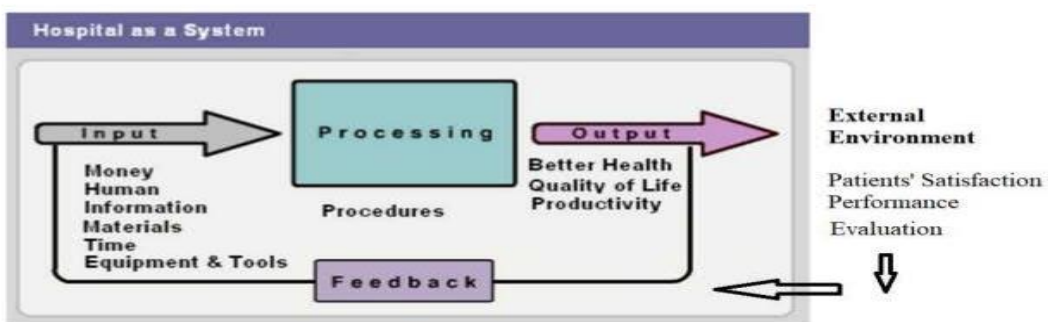 Hospital as a System
Input
Processing
Output
Money
Human
Information
Materials
Time
Equipment & Tools
Procedures
Better Health
Quality of Life
Productivity
Feedback
External
Environment
Patients' Satisfaction
Performance
Evaluation